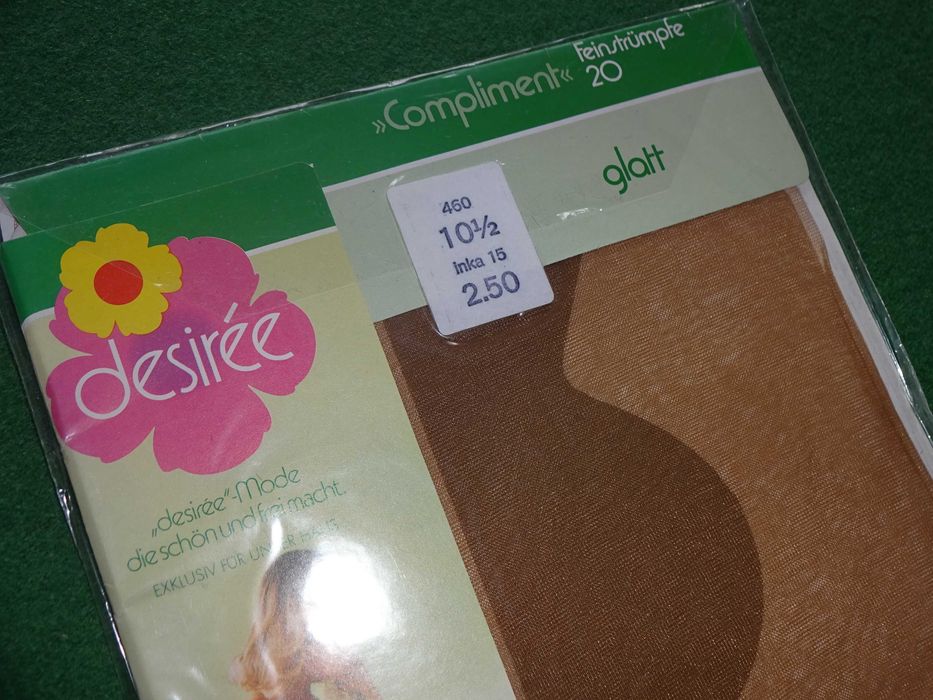 »Compliment« Feinstrümpfe
20
glatt
460
10½
inka 15
2.50
desirée
„desirée"-Mode
die schön und frei macht.
EXKLUSIV FÜR UNSER HAUS